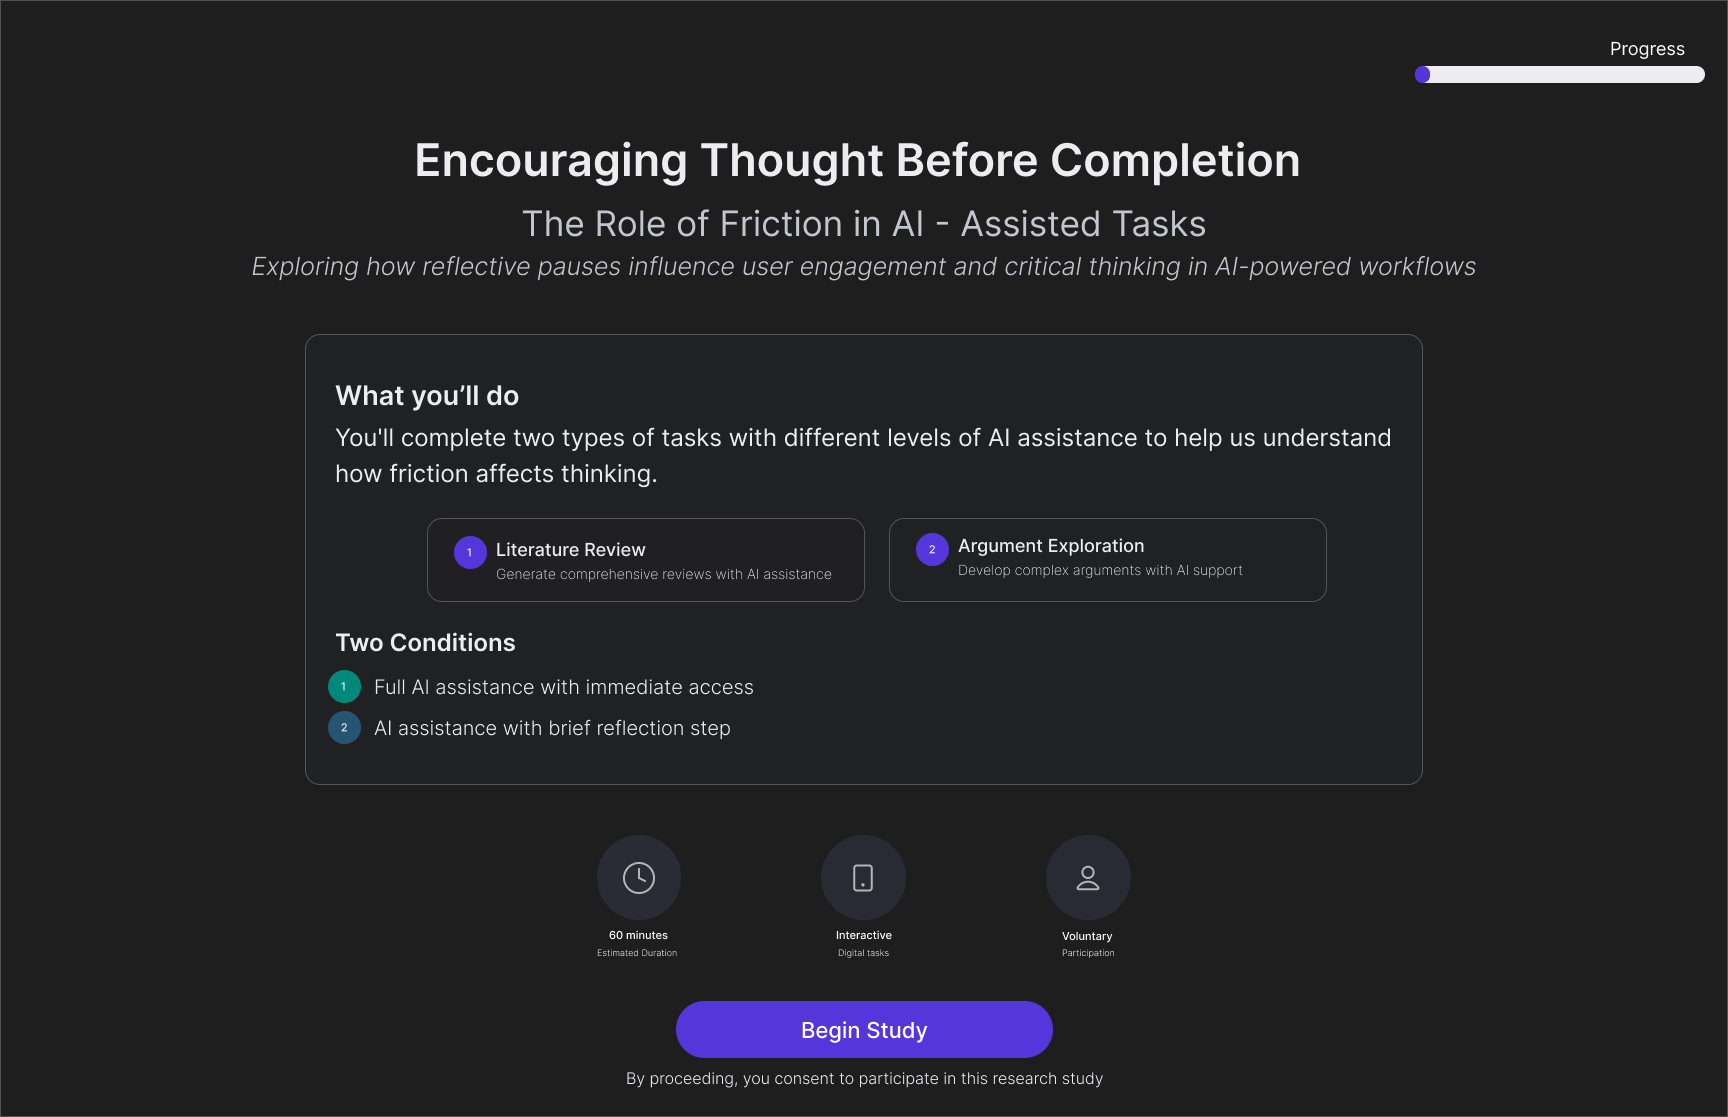 Progress
Encouraging Thought Before Completion
The Role of Friction in AI - Assisted Tasks
Exploring how reflective pauses influence user engagement and critical thinking in AI-powered workflows
What you’ll do
You'll complete two types of tasks with different levels of AI assistance to help us understand
how friction affects thinking.
1 Literature Review
Generate comprehensive reviews with AI assistance
2 Argument Exploration
Develop complex arguments with AI support
Two Conditions
1 Full AI assistance with immediate access
2 AI assistance with brief reflection step
60 minutes
Estimated Duration
Interactive
Digital tasks
Voluntary
Participation
Begin Study
By proceeding, you consent to participate in this research study